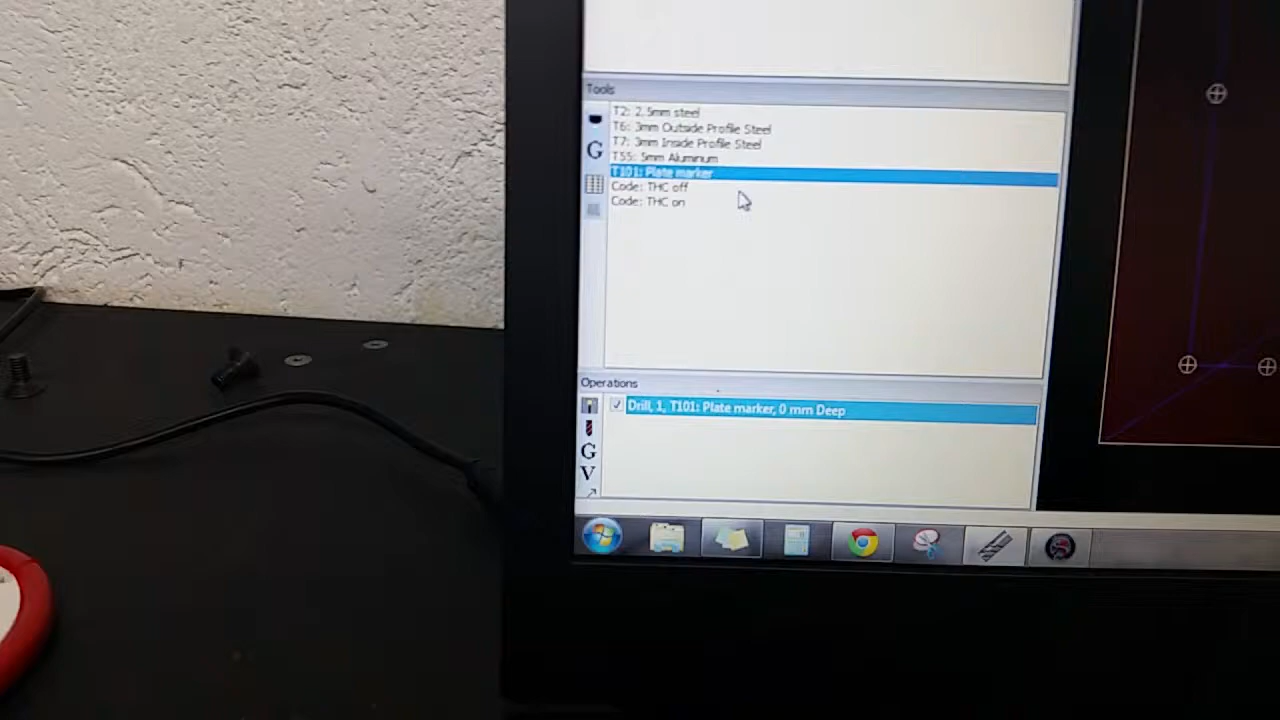 Tools
T2: 2.5mm steel
T6: 3mm Outside Profile Steel
G
T7: 3mm Inside Profile Steel
T55: 5mm Aluminum
T101: Plate marker
Code: THC off
Code: THC on
Operations
Drill, 1, T101: Plate marker, 0 mm Deep
G
V